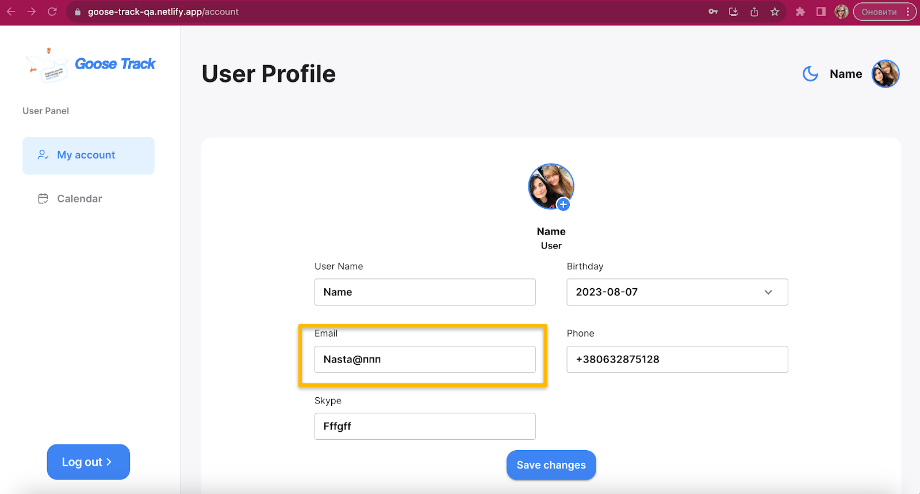 goose-track-qa.netlify.app/account
Оновити
Goose Track
User Profile
Name
User Panel
My account
Calendar
Name
User
User Name
Birthday
Name
2023-08-07
Email
Phone
Nasta@ппп
+380632875128
Skype
Fffgff
Save changes
Log out